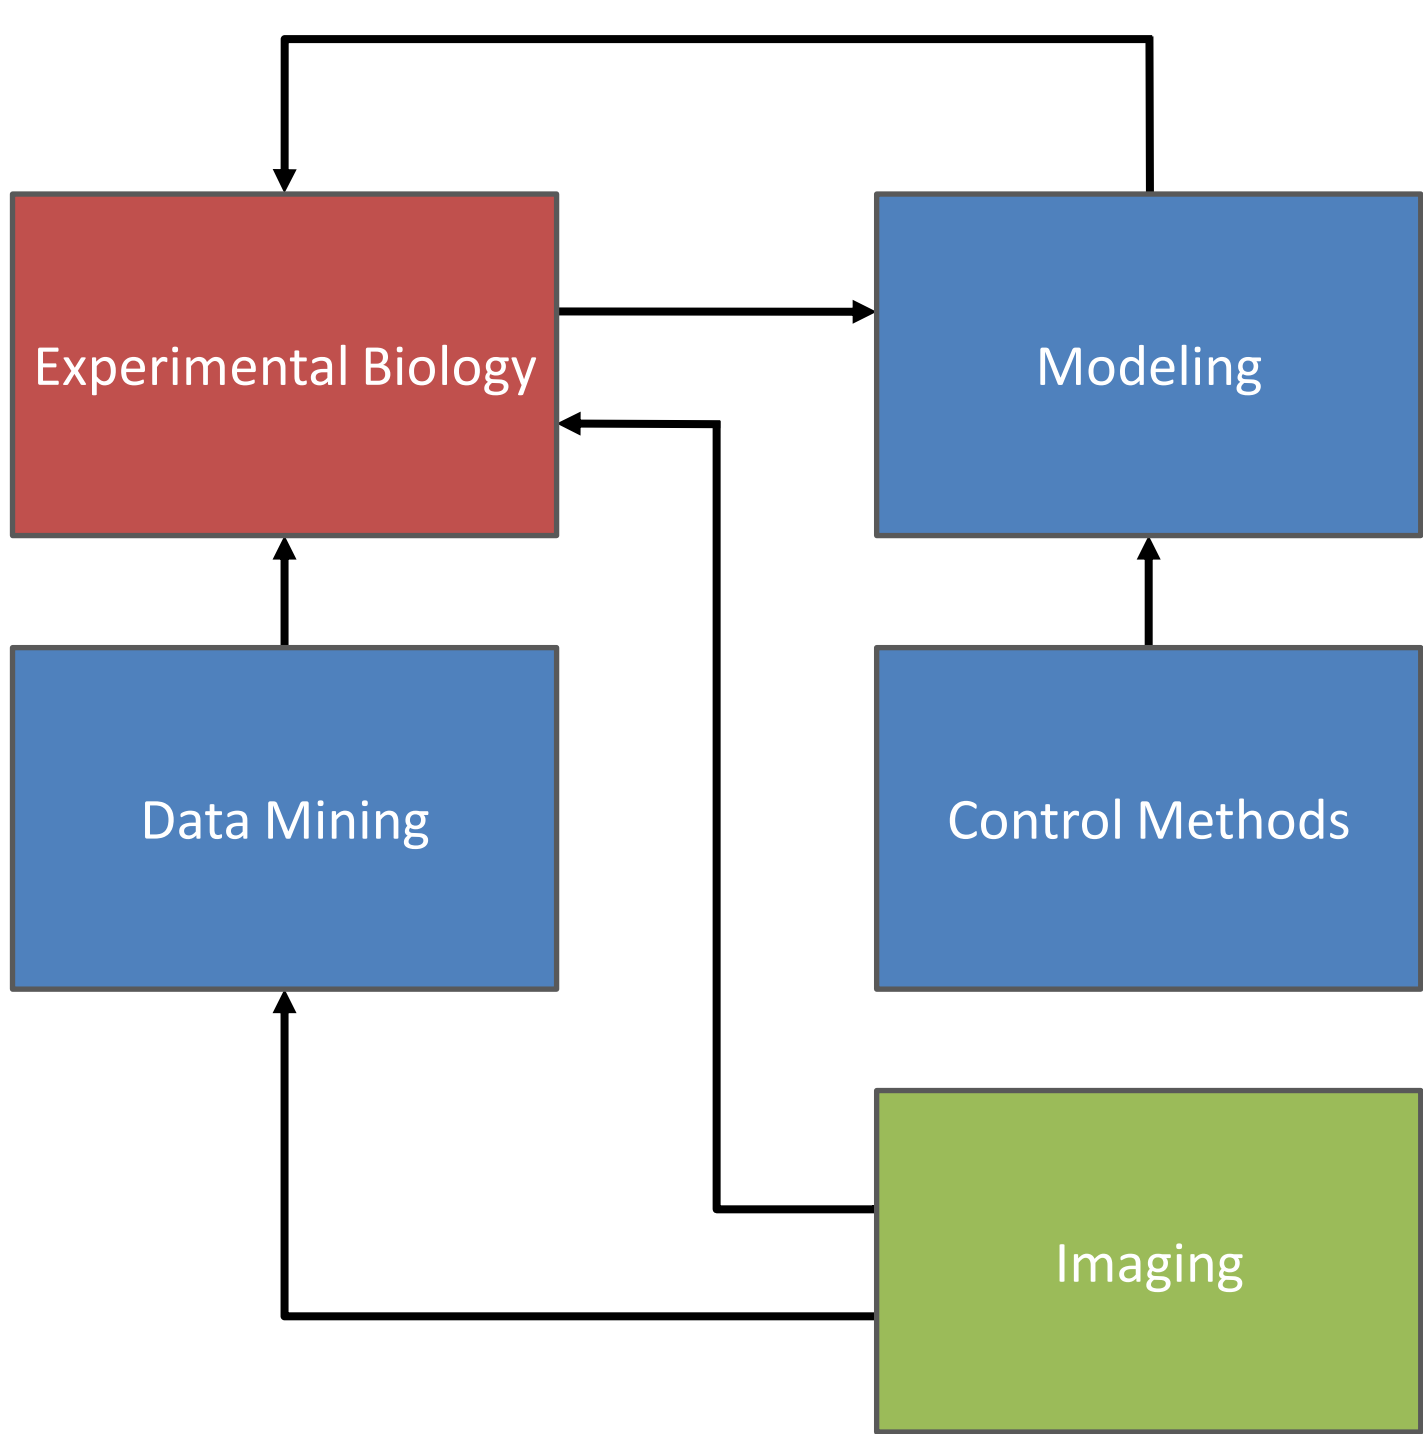 Experimental Biology
Modeling
Data Mining
Control Methods
Imaging